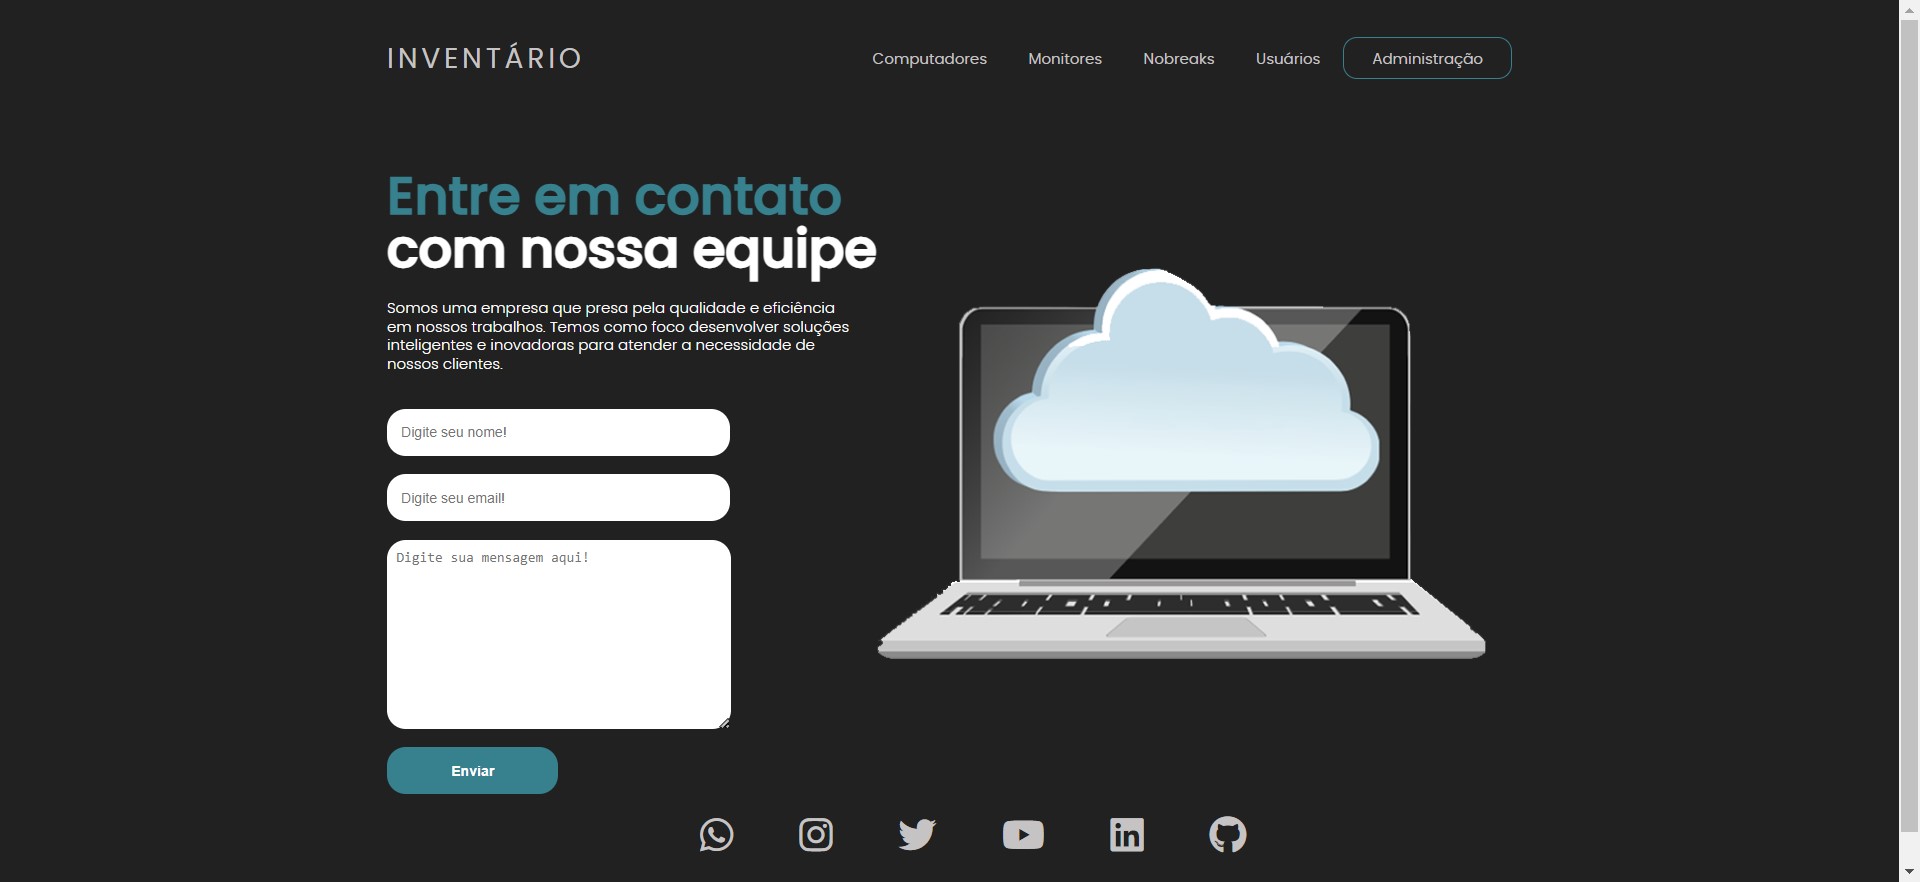 INVENTÁRIO
Computadores Monitores Nobreaks Usuários Administração
Entre em contato
com nossa equipe
Somos uma empresa que presa pela qualidade e eficiência
em nossos trabalhos. Temos como foco desenvolver soluções
inteligentes e inovadoras para atender a necessidade de
nossos clientes.
Digite seu nome!
Digite seu email!
Digite sua mensagem aqui!
Enviar
in